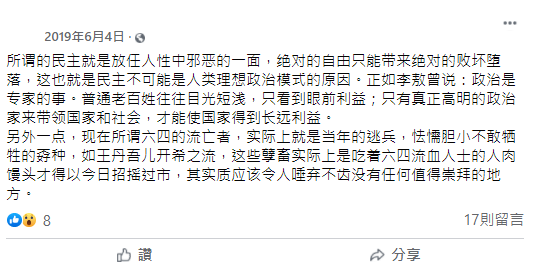 2019年6月4日
所谓的民主就是放任人性中邪恶的一面，绝对的自由只能带来绝对的败坏堕
落，这也就是民主不可能是人类理想政治模式的原因。正如李敖曾说：政治是
专家的事。普通老百姓往往目光短浅，只看到眼前利益；只有真正高明的政治
家来带领国家和社会，才能使国家得到长远利益。
另外一点，现在所谓六四的流亡者，实际上就是当年的逃兵，怯懦胆小不敢牺
牲的孬种，如王丹吾儿开希之流，这些孽畜实际上是吃着六四流血人士的人肉
馒头才得以今日招摇过市，其实质应该令人唾弃不齿没有任何值得崇拜的地
方。
8
17則留言
讚
分享